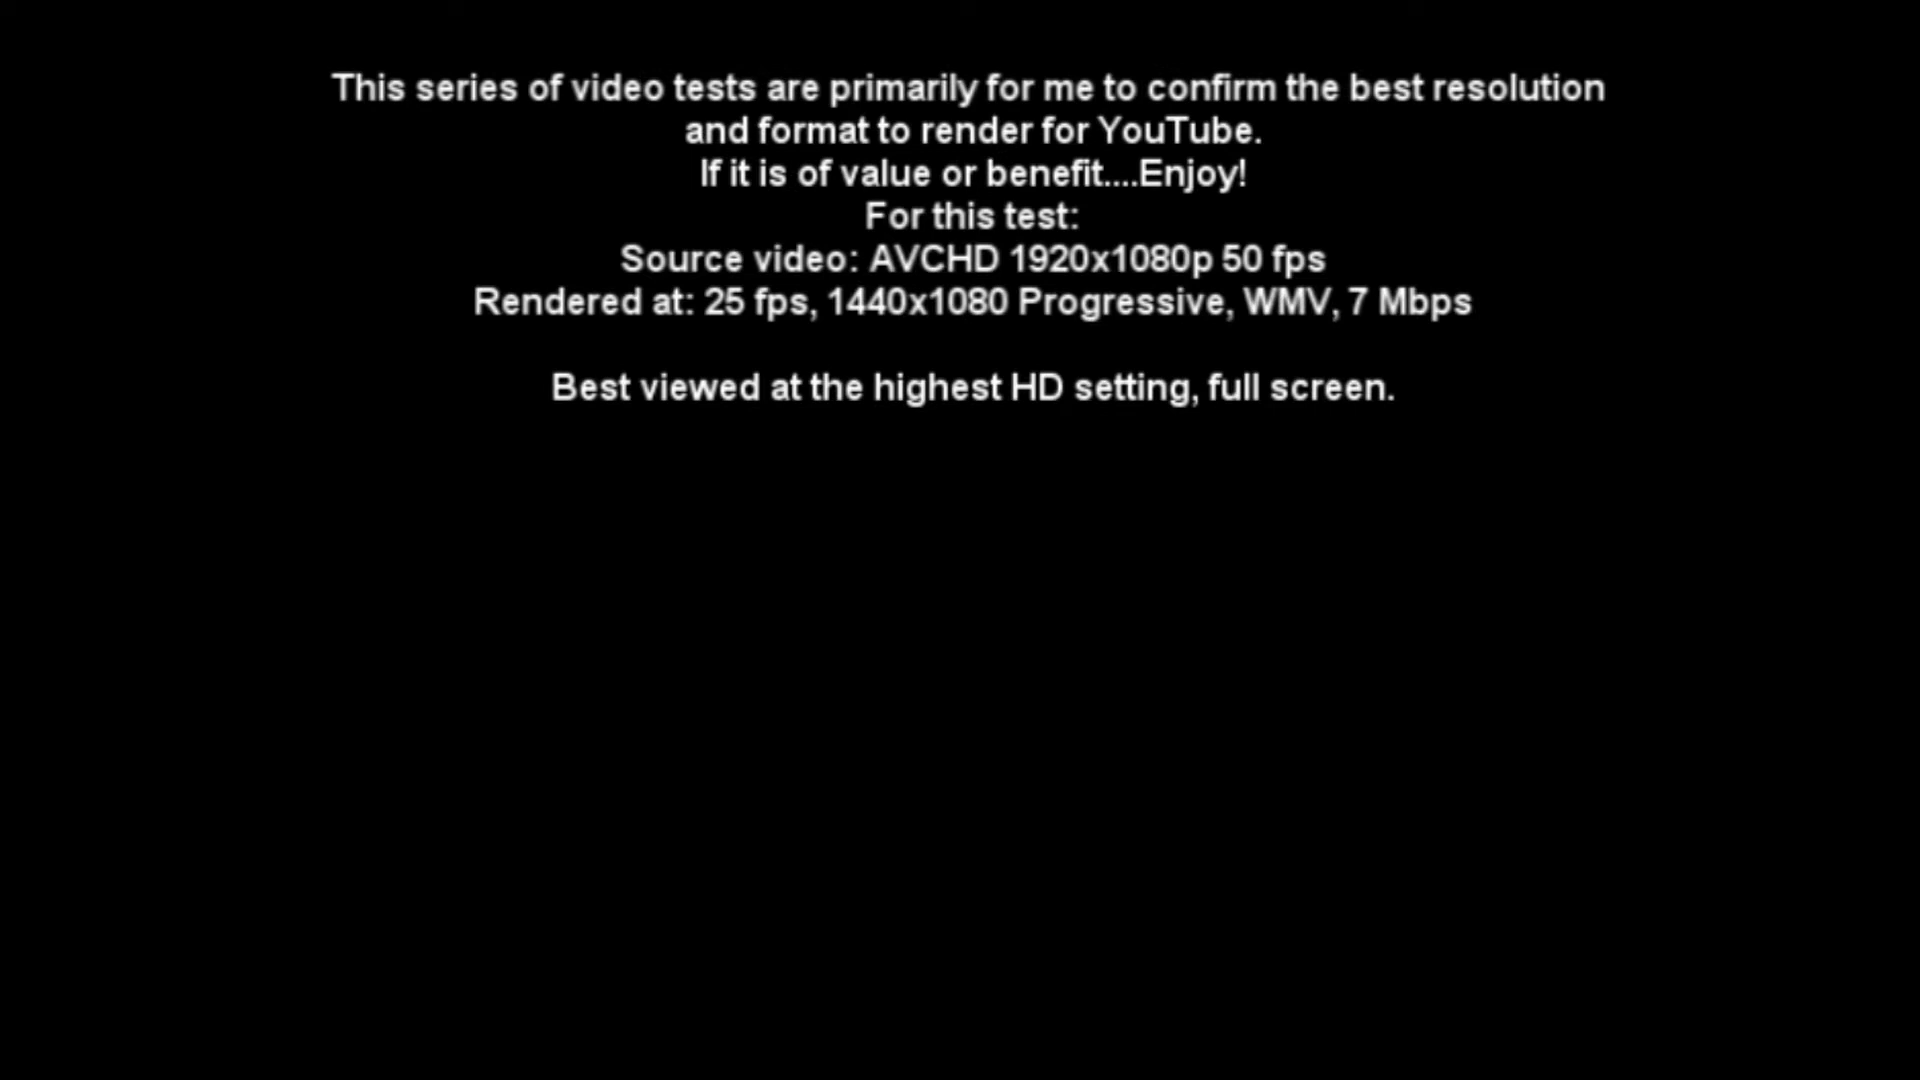 This series of video tests are primarily for me to confirm the best resolution
and format to render for YouTube.
If it is of value or benefit....Enjoy!
For this test:
Source video: AVCHD 1920x1080p 50 fps
Rendered at: 25 fps, 1440x1080 Progressive, WMV, 7 Mbps
Best viewed at the highest HD setting, full screen.